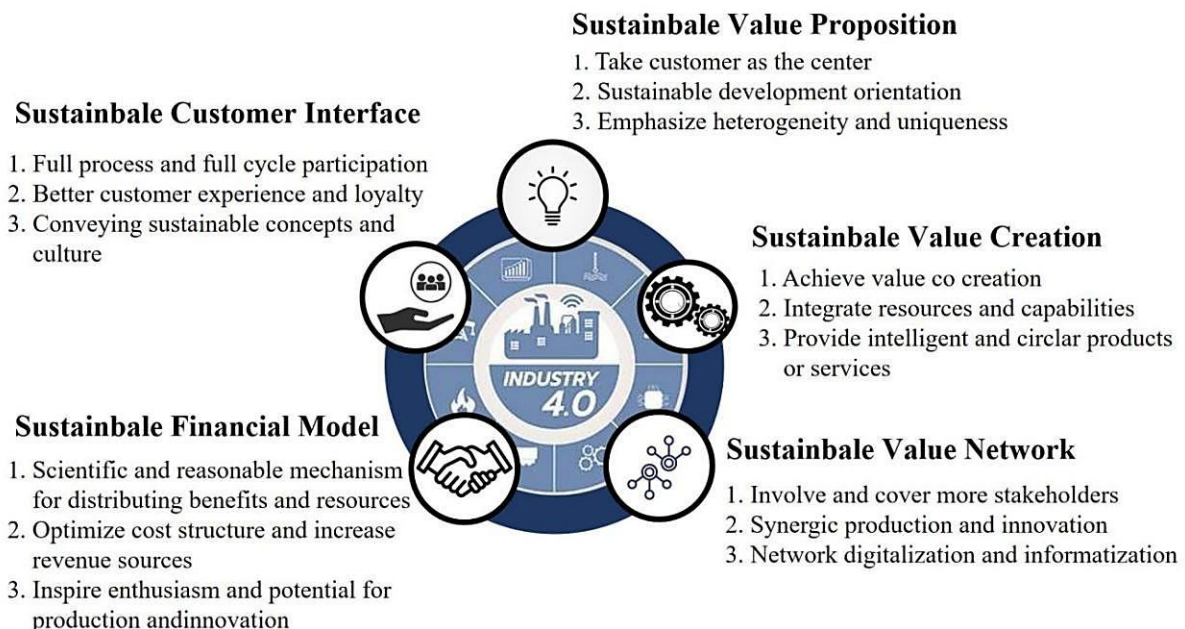 Sustainbale Value Proposition
1. Take customer as the center
2. Sustainable development orientation
3. Emphasize heterogeneity and uniqueness
Sustainbale Customer Interface
1. Full process and full cycle participation
2. Better customer experience and loyalty
3. Conveying sustainable concepts and
culture
Sustainbale Value Creation
1. Achieve value co creation
2. Integrate resources and capabilities
3. Provide intelligent and circlar products
or services
INDUSTRY
4.0
Sustainbale Financial Model
1. Scientific and reasonable mechanism
for distributing benefits and resources
2. Optimize cost structure and increase
revenue sources
3. Inspire enthusiasm and potential for
production andinnovation
Sustainbale Value Network
1. Involve and cover more stakeholders
2. Synergic production and innovation
3. Network digitalization and informatization